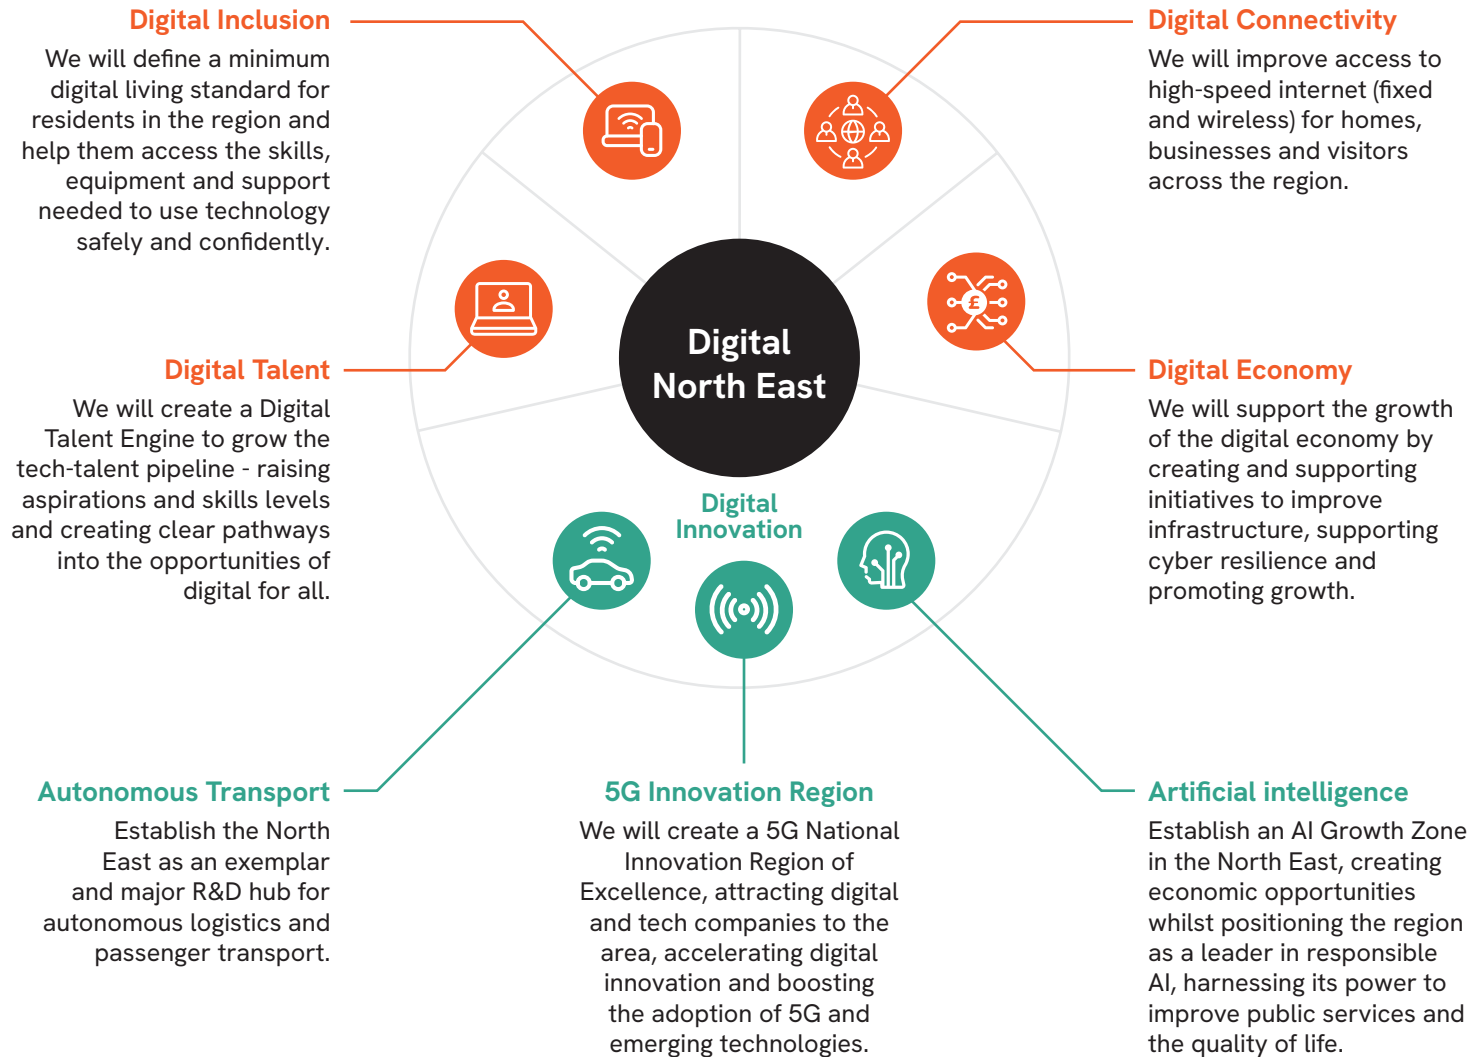 Digital Inclusion
We will define a minimum
digital living standard for
residents in the region and
help them access the skills,
equipment and support
needed to use technology
safely and confidently.
Digital Connectivity
We will improve access to
high-speed internet (fixed
and wireless) for homes,
businesses and visitors
across the region.
Digital
North East
£
Digital Talent
We will create a Digital
Talent Engine to grow the
tech-talent pipeline - raising
aspirations and skills levels
and creating clear pathways
into the opportunities of
digital for all.
Digital Economy
We will support the growth
of the digital economy by
creating and supporting
initiatives to improve
infrastructure, supporting
cyber resilience and
promoting growth.
Digital
Innovation
Autonomous Transport
Establish the North
East as an exemplar
and major R&D hub for
autonomous logistics and
passenger transport.
5G Innovation Region
We will create a 5G National
Innovation Region of
Excellence, attracting digital
and tech companies to the
area, accelerating digital
innovation and boosting
the adoption of 5G and
emerging technologies.
Artificial intelligence
Establish an AI Growth Zone
in the North East, creating
economic opportunities
whilst positioning the region
as a leader in responsible
AI, harnessing its power to
improve public services and
the quality of life.